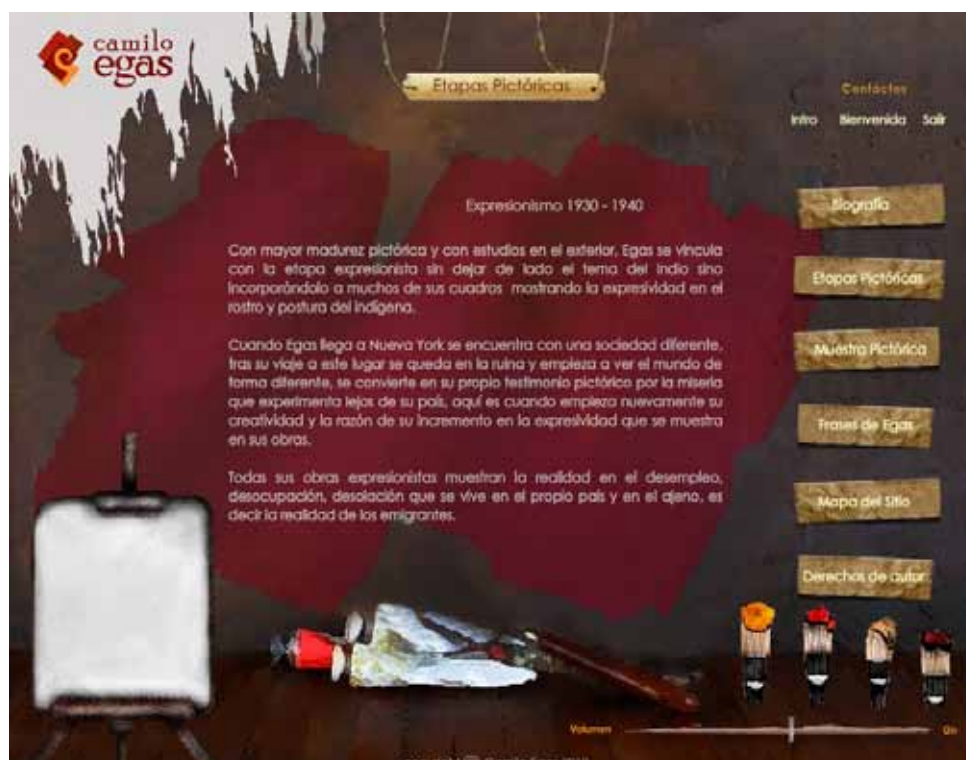 camilo
egas
Etapas Pictóricas
Contáctos
Intro Bienvenida Salir
Expresionismo 1930 - 1940
Con mayor madurez pictórica y con estudios en el exterior, Egas se vincula
con la etapa expresionista sin dejar de lado el tema del indio sino
incorporándolo a muchos de sus cuadros mostrando la expresividad en el
rostro y postura del indígena.
Cuando Egas llega a Nueva York se encuentra con una sociedad diferente,
tras su viaje a este lugar se queda en la ruina y empieza a ver el mundo de
forma diferente, se convierte en su propio testimonio pictórico por la miseria
que experimenta lejos de su país, aquí es cuando empieza nuevamente su
creatividad y la razón de su incremento en la expresividad que se muestra
en sus obras.
Todas sus obras expresionistas muestran la realidad en el desempleo,
desocupación, desolación que se vive en el propio país y en el ajeno, es
decir la realidad de los emigrantes.
Biografía
Etapas Pictóricas
Muestra Pictórica
Frases de Egas
Mapa del Sitio
Derechos de autor
Volumen